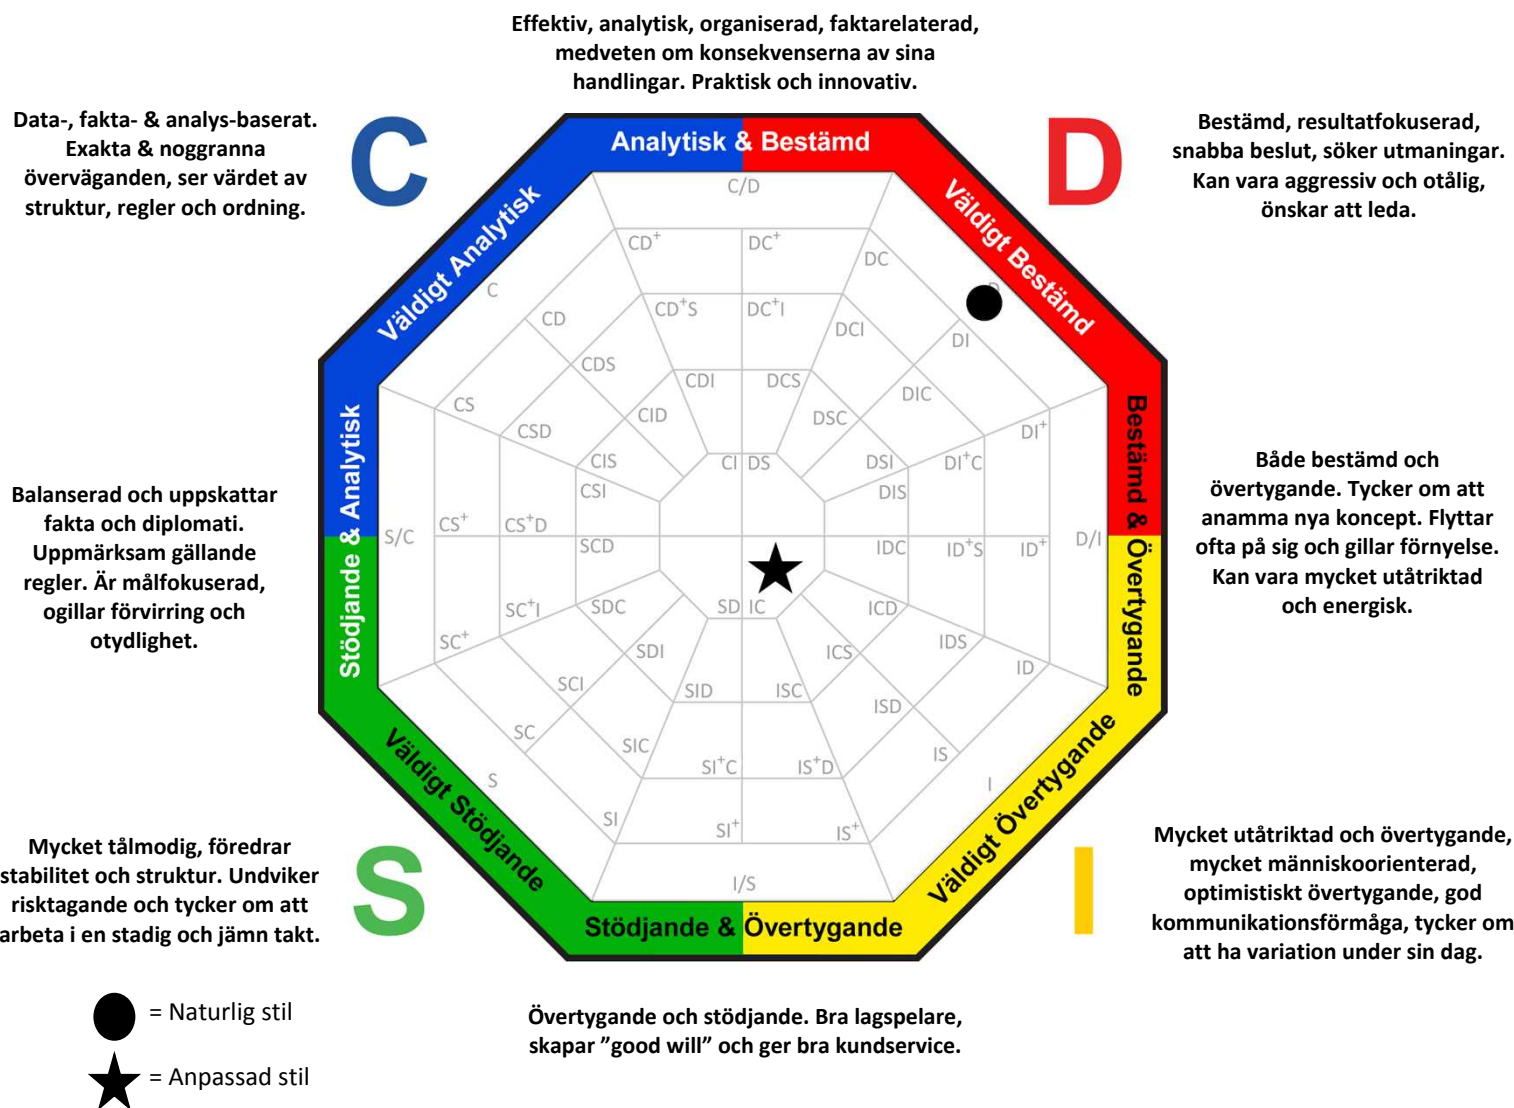 Effektiv, analytisk, organiserad, faktarelaterad,
medveten om konsekvenserna av sina
handlingar. Praktisk och innovativ.
Data-, fakta- & analys-baserat.
Exakta & noggranna
överväganden, ser värdet av
struktur, regler och ordning.
C
D
Bestämd, resultatfokuserad,
snabba beslut, söker utmaningar.
Kan vara aggressiv och otålig,
önskar att leda.
Analytisk & Bestämd
Väldigt Analytisk
Väldigt Bestämd
C/D
CD+
DC+
DC
C
CD
CD+S
DC+I
DCI
DI
CDS
CDI
DCS
DIC
CS
CID
DSC
DI+
CSD
CIS
CI
DS
DSI
DI+C
CSI
DIS
Stödjande & Analytisk
Bestämd & Övertygande
Balanserad och uppskattar
fakta och diplomati.
Uppmärksam gällande
regler. Är målfokuserad,
ogillar förvirring och
otydlighet.
Både bestämd och
övertygande. Tycker om att
anamma nya koncept. Flyttar
ofta på sig och gillar förnyelse.
Kan vara mycket utåtriktad
och energisk.
S/C
CS+
CS+D
SCD
IDC
ID+S
ID+
D/I
SC+I
SDC
SD
IC
ICD
SC+
SDI
ICS
IDS
ID
SCI
SID
ISC
ISD
SC
SIC
SI+C
IS+D
IS
S
I
SI
SI+
IS+
I/S
Väldigt Stödjande
Väldigt Övertygande
Stödjande & Övertygande
S
I
Mycket tålmodig, föredrar
stabilitet och struktur. Undviker
risktagande och tycker om att
arbeta i en stadig och jämn takt.
Mycket utåtriktad och övertygande,
mycket människoorienterad,
optimistiskt övertygande, god
kommunikationsförmåga, tycker om
att ha variation under sin dag.
= Naturlig stil
= Anpassad stil
Övertygande och stödjande. Bra lagspelare,
skapar ”good will” och ger bra kundservice.